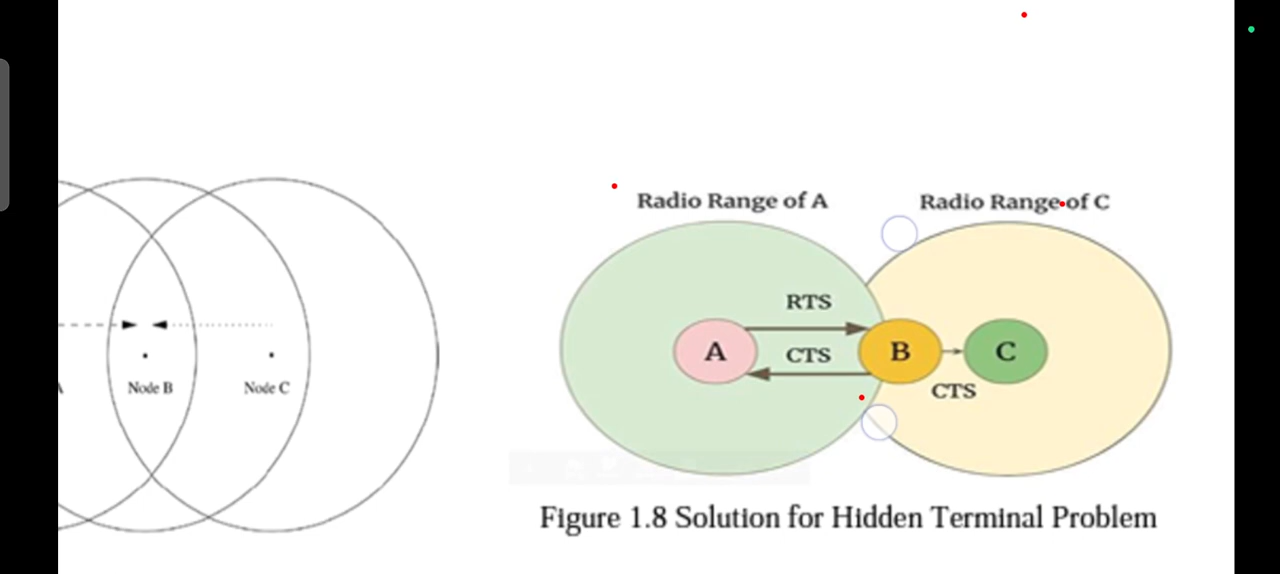 Radio Range of A
Radio Range of C
RTS
A
CTS
B
C
CTS
Node B
Node C
Figure 1.8 Solution for Hidden Terminal Problem